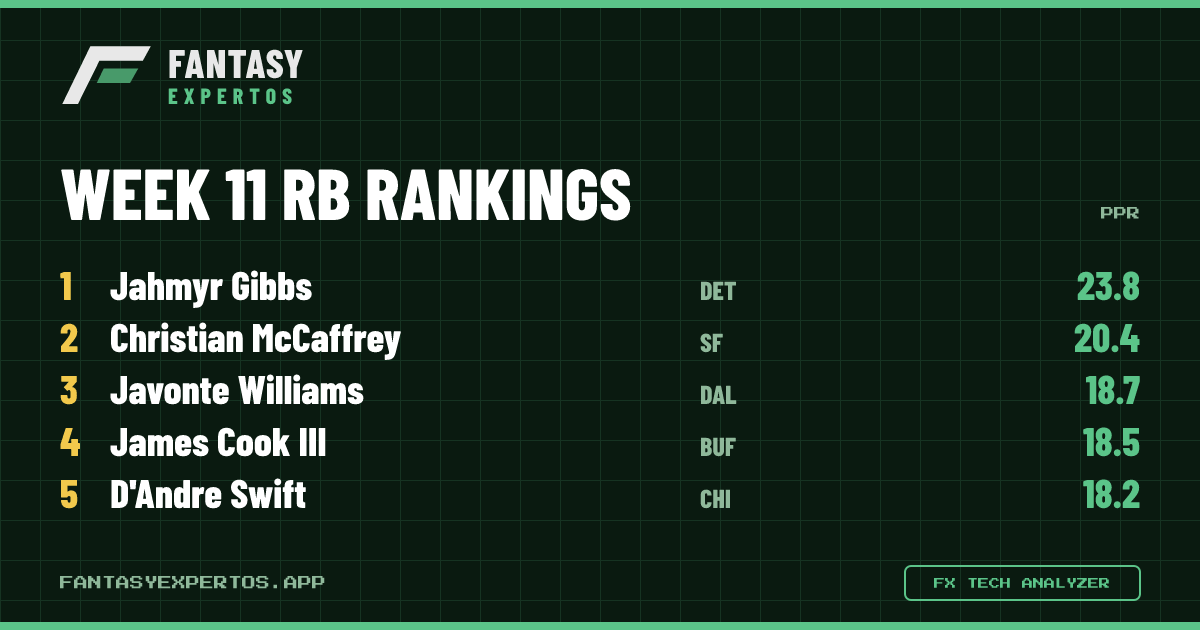 FANTASY
EXPERTOS
WEEK 11 RB RANKINGS
PPR
1 Jahmyr Gibbs DET 23.8
2 Christian McCaffrey SF 20.4
3 Javonte Williams DAL 18.7
4 James Cook III BUF 18.5
5 D'Andre Swift CHI 18.2
FANTASYEXPERTOS.APP
FX TECH ANALYZER